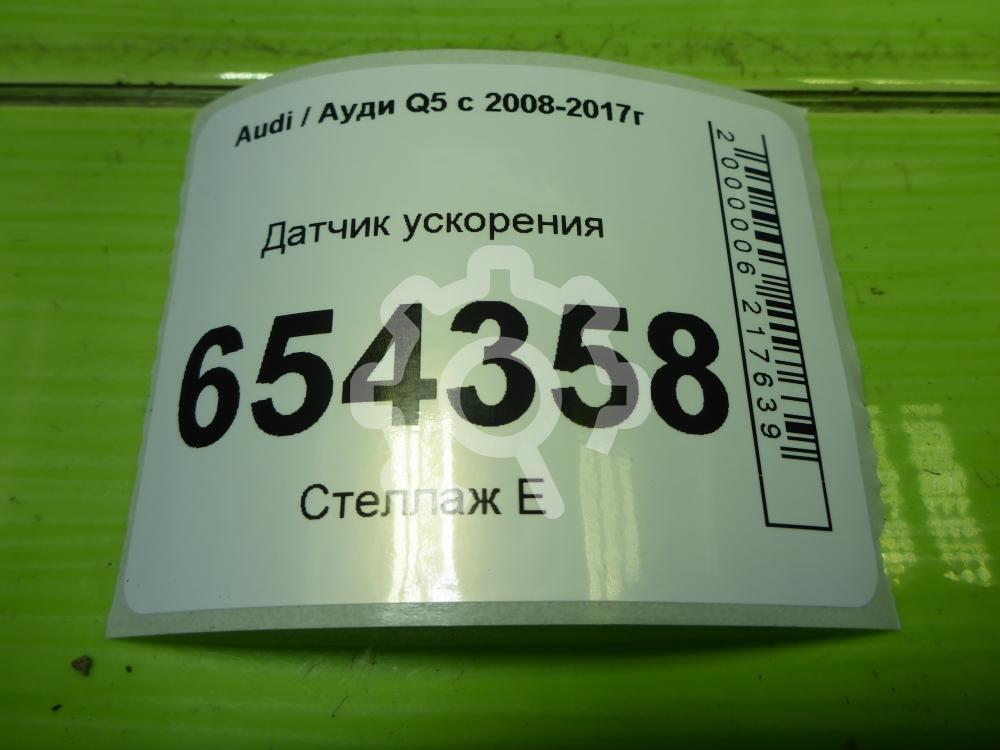 Audi / Ауди Q5 с 2008-2017г
Датчик ускорения
654358
Стеллаж Е
2000006217639